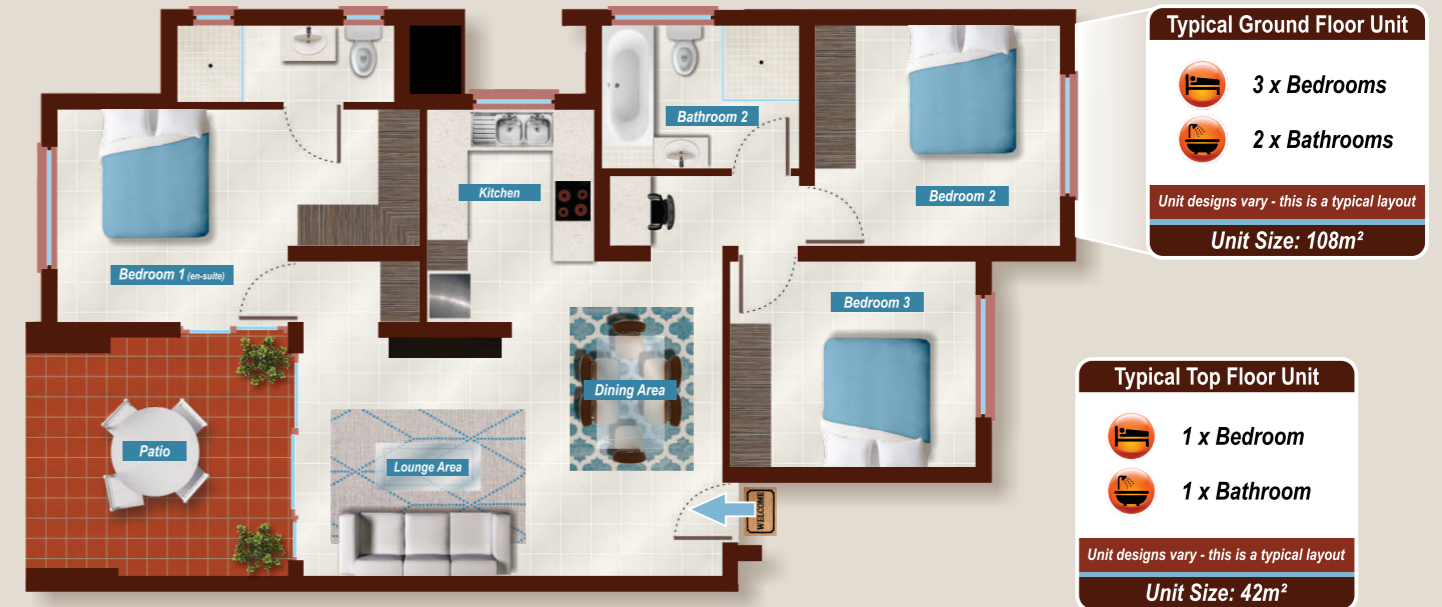 Typical Ground Floor Unit
3 x Bedrooms
2 x Bathrooms
Unit designs vary - this is a typical layout
Unit Size: 108m²
Bathroom 2
Kitchen
Bedroom 2
Bedroom 1 (en-suite)
Bedroom 3
Dining Area
Patio
Lounge Area
WELCOME
Typical Top Floor Unit
1 x Bedroom
1 x Bathroom
Unit designs vary - this is a typical layout
Unit Size: 42m²